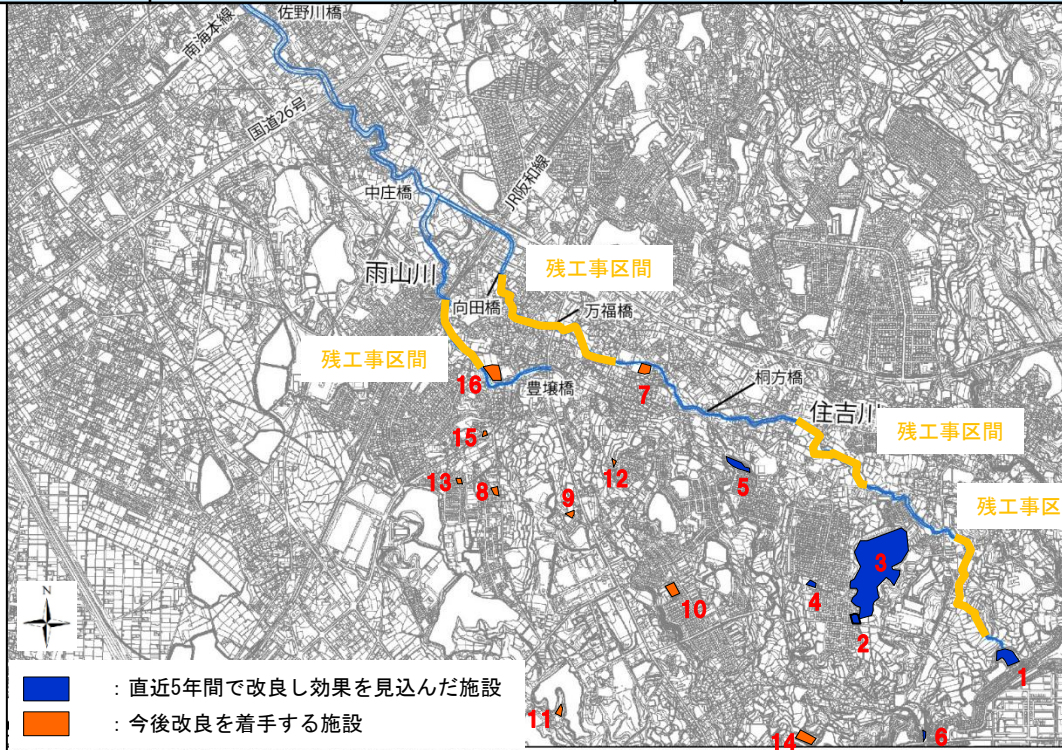 佐野川橋
南海本線
国道26号
中庄橋
JR阪和線
雨山川
残工事区間
向田橋
万福橋
残工事区間
16
豊壌橋
7
桐方橋
住吉川
残工事区間
15
12
5
13
8
9
残工事区
3
10
4
2
N
1
：直近5年間で改良し効果を見込んだ施設
11
：今後改良を着手する施設
14
6